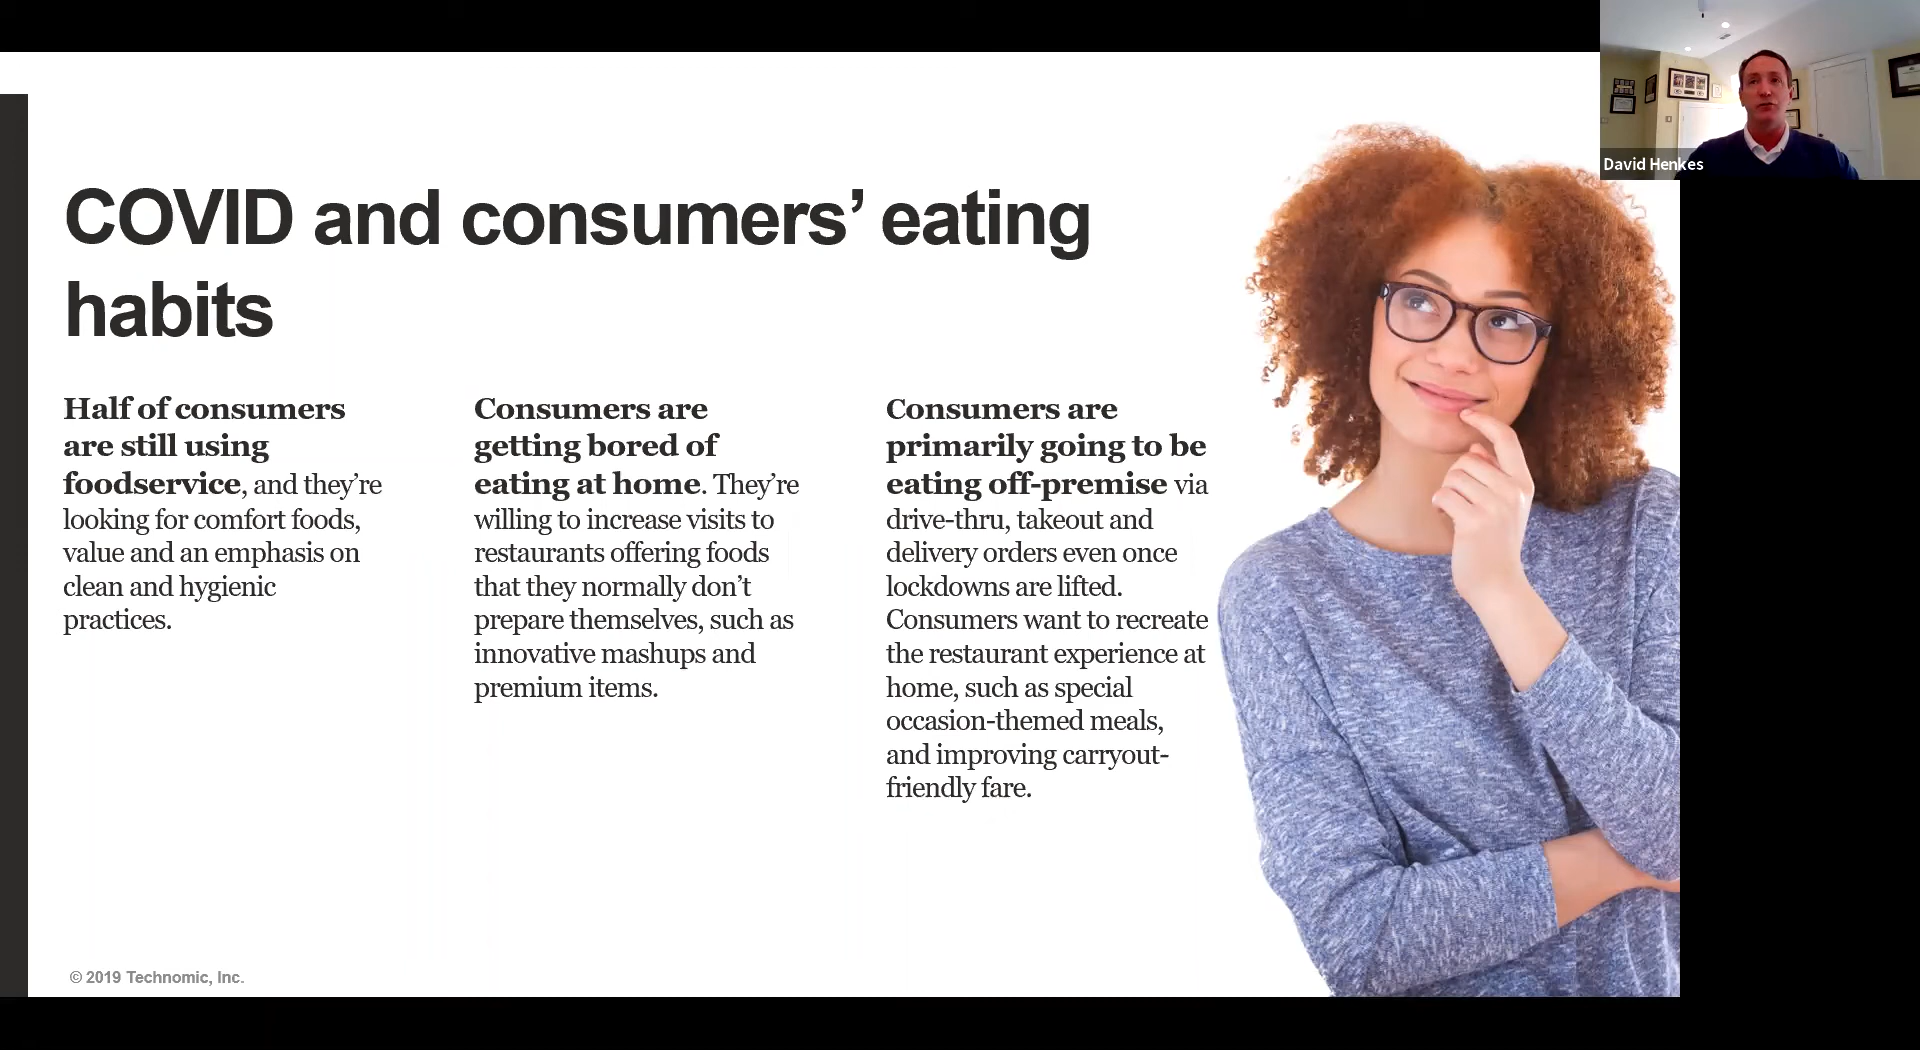 COVID and consumers’ eating
habits
Half of consumers
are still using
foodservice, and they’re
looking for comfort foods,
value and an emphasis on
clean and hygienic
practices.
Consumers are
getting bored of
eating at home. They’re
willing to increase visits to
restaurants offering foods
that they normally don’t
prepare themselves, such as
innovative mashups and
premium items.
Consumers are
primarily going to be
eating off-premise via
drive-thru, takeout and
delivery orders even once
lockdowns are lifted.
Consumers want to recreate
the restaurant experience at
home, such as special
occasion-themed meals,
and improving carryout-
friendly fare.
© 2019 Technomic, Inc.
David Henkes